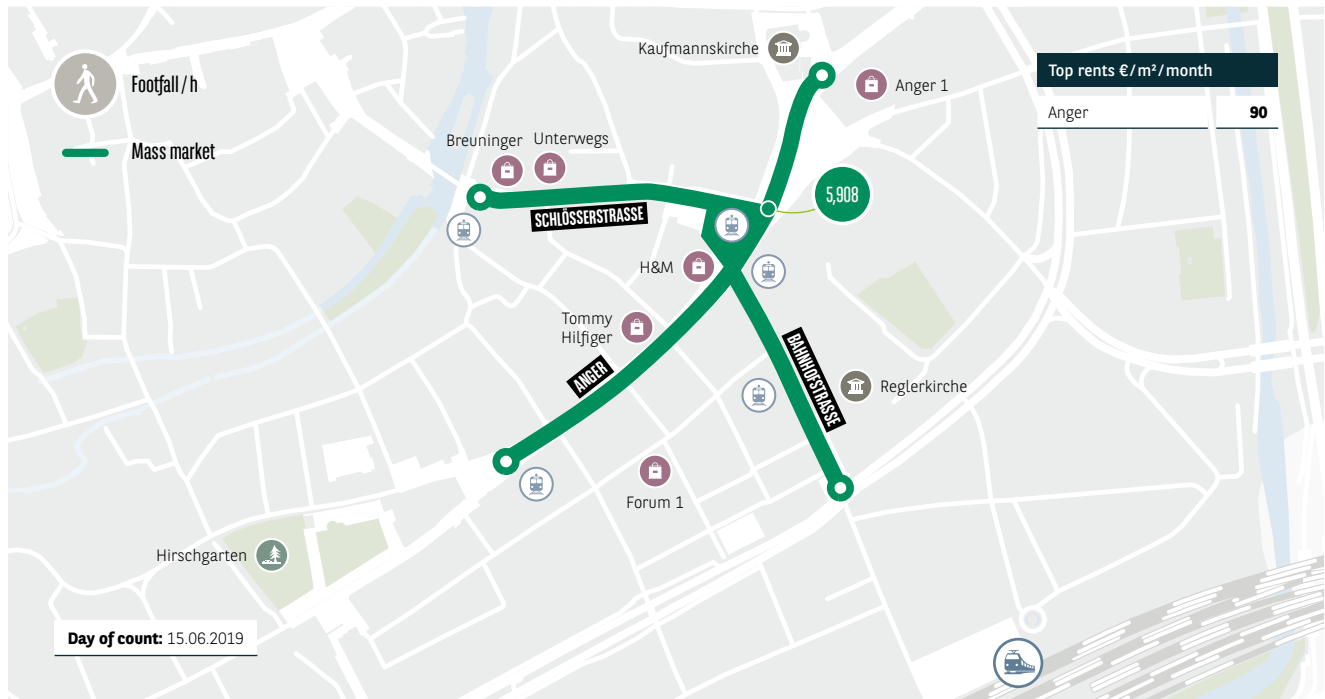 Footfall / h
Mass market
Kaufmannskirche
Anger 1
Top rents €/m²/month
Anger 90
Breuninger
Unterwegs
SCHLÖSSERSTRASSE
5,908
H&M
Tommy
Hilfiger
ANGER
BAHNHOFSTRASSE
Reglerkirche
Forum 1
Hirschgarten
Day of count: 15.06.2019